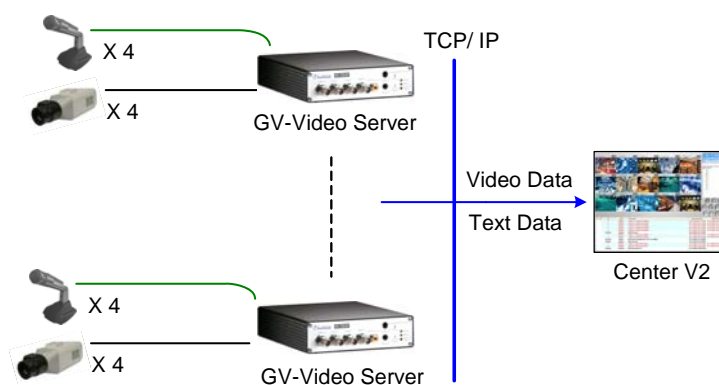 X 4
X 4
GV-Video Server
TCP/ IP
Video Data
Text Data
Center V2
X 4
X 4
GV-Video Server